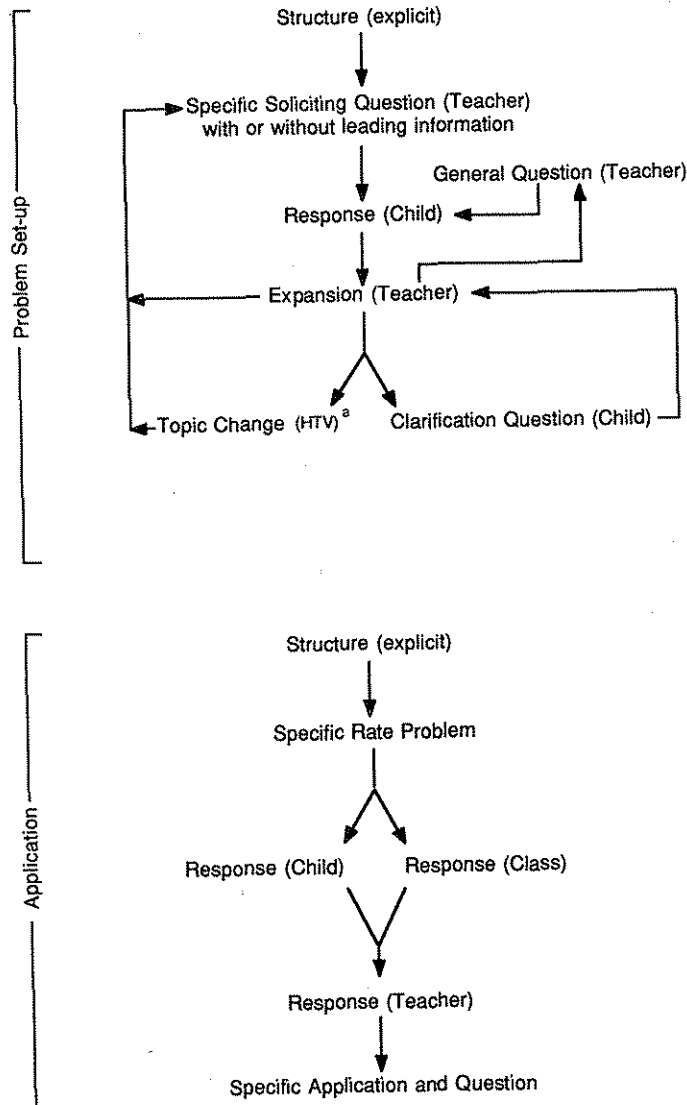 Structure (explicit)
Specific Soliciting Question (Teacher)
with or without leading information
General Question (Teacher)
Response (Child)
Expansion (Teacher)
Topic Change (HTV) a
Clarification Question (Child)
Problem Set-up
Structure (explicit)
Specific Rate Problem
Response (Child)
Response (Class)
Response (Teacher)
Specific Application and Question
Application